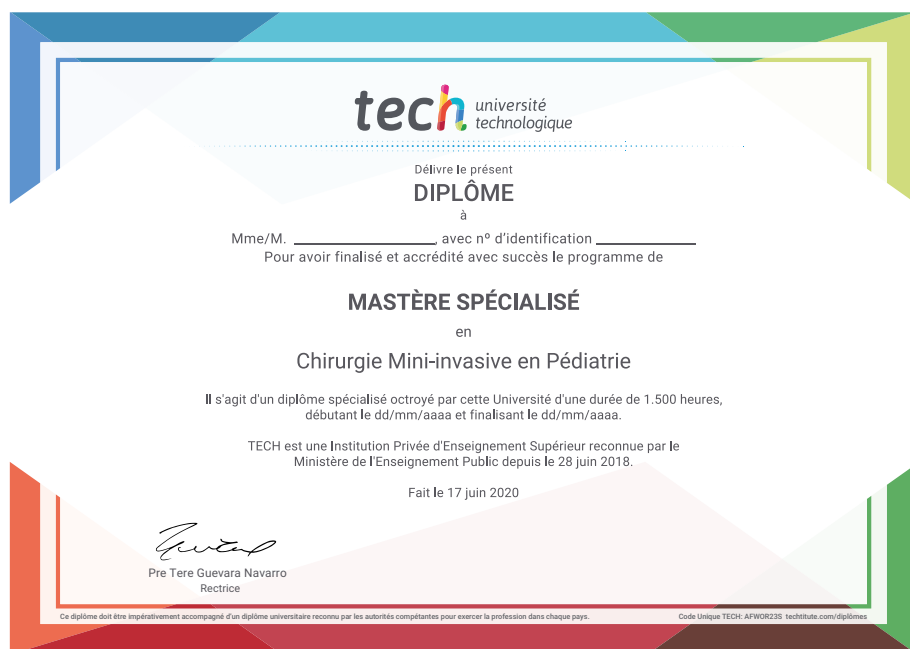 tech université
technologique
Délivre le présent
DIPLÔME
à
Mme/M. ____________________, avec nº d'identification ______________
Pour avoir finalisé et accrédité avec succès le programme de
MASTÈRE SPÉCIALISÉ
en
Chirurgie Mini-invasive en Pédiatrie
Il s'agit d'un diplôme spécialisé octroyé par cette Université d'une durée de 1.500 heures,
débutant le dd/mm/aaaa et finalisant le dd/mm/aaaa.
TECH est une Institution Privée d'Enseignement Supérieur reconnue par le
Ministère de l'Enseignement Public depuis le 28 juin 2018.
Fait le 17 juin 2020
Pre Tere Guevara Navarro
Rectrice
Ce diplôme doit être impérativement accompagné d'un diplôme universitaire reconnu par les autorités compétantes pour exercer la profession dans chaque pays. Code Unique TECH: AFWOR23S techtitute.com/diplômes